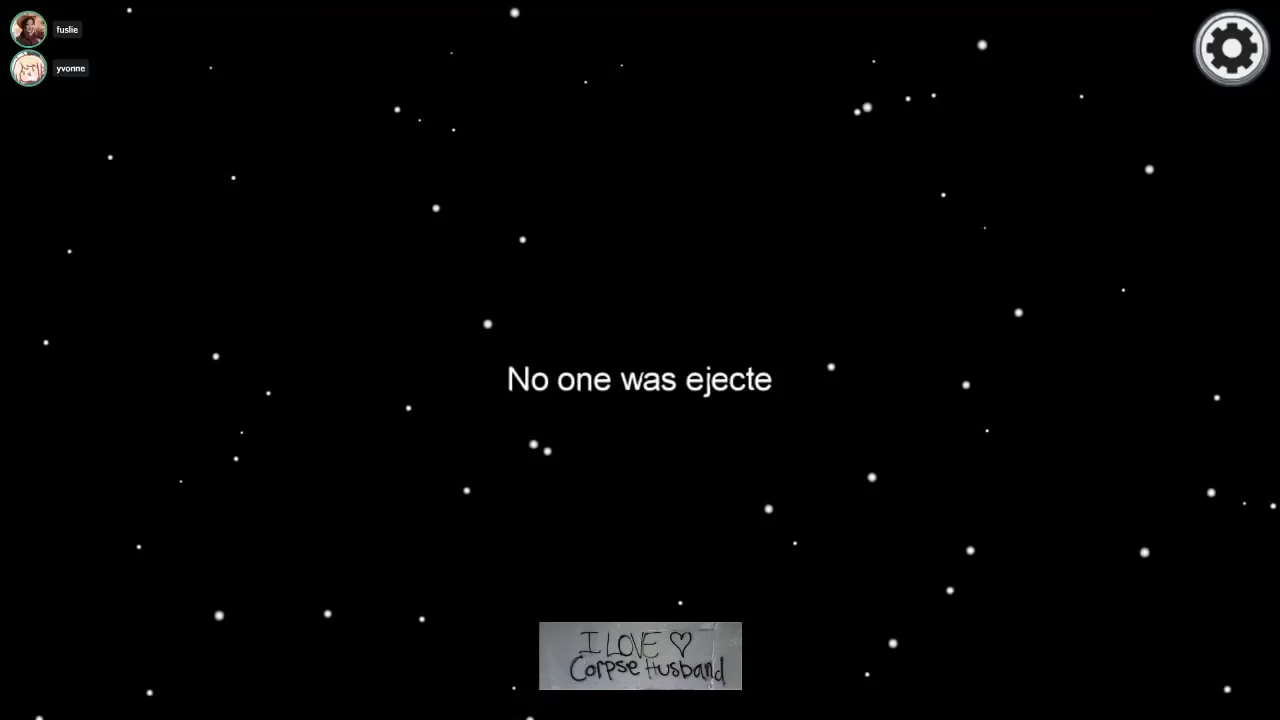 fuslie
yvonne
No one was ejecte
I LOVE ♡
Corpse Husband